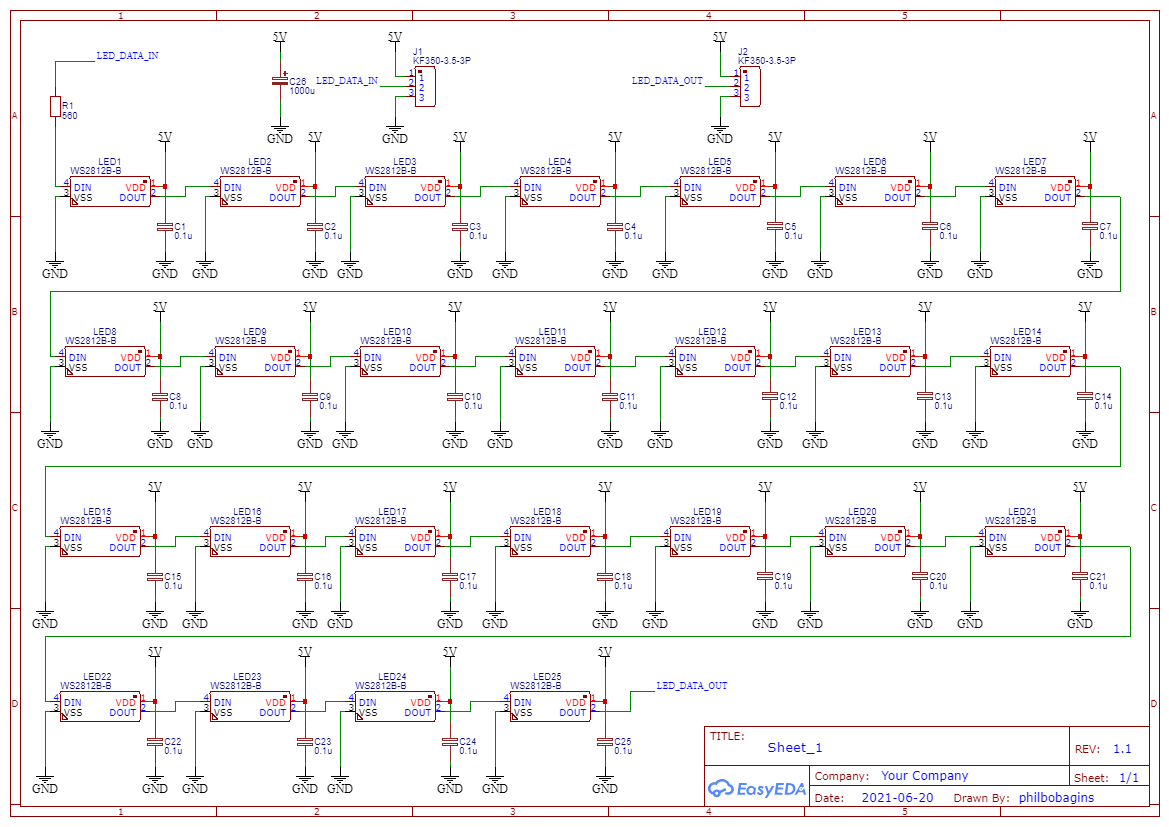 1 2 3 4 5
LED_DATA_IN
5V 5V 5V
J1 J2
KF350-3.5-3P KF350-3.5-3P
C26
1000u
LED_DATA_IN 1 2 3 1 2 3
LED_DATA_OUT 1 2 3 1 2 3
R1
560
GND GND GND
A A
5V 5V 5V 5V 5V 5V 5V
LED1 LED2 LED3 LED4 LED5 LED6 LED7
WS2812B-B WS2812B-B WS2812B-B WS2812B-B WS2812B-B WS2812B-B WS2812B-B
4 DIN VDD 1 4 DIN VDD 1 4 DIN VDD 1 4 DIN VDD 1 4 DIN VDD 1 4 DIN VDD 1 4 DIN VDD 1
3 VSS DOUT 2 3 VSS DOUT 2 3 VSS DOUT 2 3 VSS DOUT 2 3 VSS DOUT 2 3 VSS DOUT 2 3 VSS DOUT 2
C1 C2 C3 C4 C5 C6 C7
0.1u 0.1u 0.1u 0.1u 0.1u 0.1u 0.1u
GND GND GND GND GND GND GND GND GND GND GND GND GND GND
B B
5V 5V 5V 5V 5V 5V 5V
LED8 LED9 LED10 LED11 LED12 LED13 LED14
WS2812B-B WS2812B-B WS2812B-B WS2812B-B WS2812B-B WS2812B-B WS2812B-B
4 DIN VDD 1 4 DIN VDD 1 4 DIN VDD 1 4 DIN VDD 1 4 DIN VDD 1 4 DIN VDD 1 4 DIN VDD 1
3 VSS DOUT 2 3 VSS DOUT 2 3 VSS DOUT 2 3 VSS DOUT 2 3 VSS DOUT 2 3 VSS DOUT 2 3 VSS DOUT 2
C8 C9 C10 C11 C12 C13 C14
0.1u 0.1u 0.1u 0.1u 0.1u 0.1u 0.1u
GND GND GND GND GND GND GND GND GND GND GND GND GND GND
C C
5V 5V 5V 5V 5V 5V 5V
LED15 LED16 LED17 LED18 LED19 LED20 LED21
WS2812B-B WS2812B-B WS2812B-B WS2812B-B WS2812B-B WS2812B-B WS2812B-B
4 DIN VDD 1 4 DIN VDD 1 4 DIN VDD 1 4 DIN VDD 1 4 DIN VDD 1 4 DIN VDD 1 4 DIN VDD 1
3 VSS DOUT 2 3 VSS DOUT 2 3 VSS DOUT 2 3 VSS DOUT 2 3 VSS DOUT 2 3 VSS DOUT 2 3 VSS DOUT 2
C15 C16 C17 C18 C19 C20 C21
0.1u 0.1u 0.1u 0.1u 0.1u 0.1u 0.1u
GND GND GND GND GND GND GND GND GND GND GND GND GND GND
5V 5V 5V 5V
LED22 LED23 LED24 LED25
WS2812B-B WS2812B-B WS2812B-B WS2812B-B
LED_DATA_OUT
D D
4 DIN VDD 1 4 DIN VDD 1 4 DIN VDD 1 4 DIN VDD 1
3 VSS DOUT 2 3 VSS DOUT 2 3 VSS DOUT 2 3 VSS DOUT 2
C22 C23 C24 C25
0.1u 0.1u 0.1u 0.1u
GND GND GND GND GND GND GND GND
TITLE:
Sheet_1
REV: 1.1
EasyEDA
Company: Your Company
Sheet: 1/1
Date: 2021-06-20 Drawn By: philbobagins
1 2 3 4 5